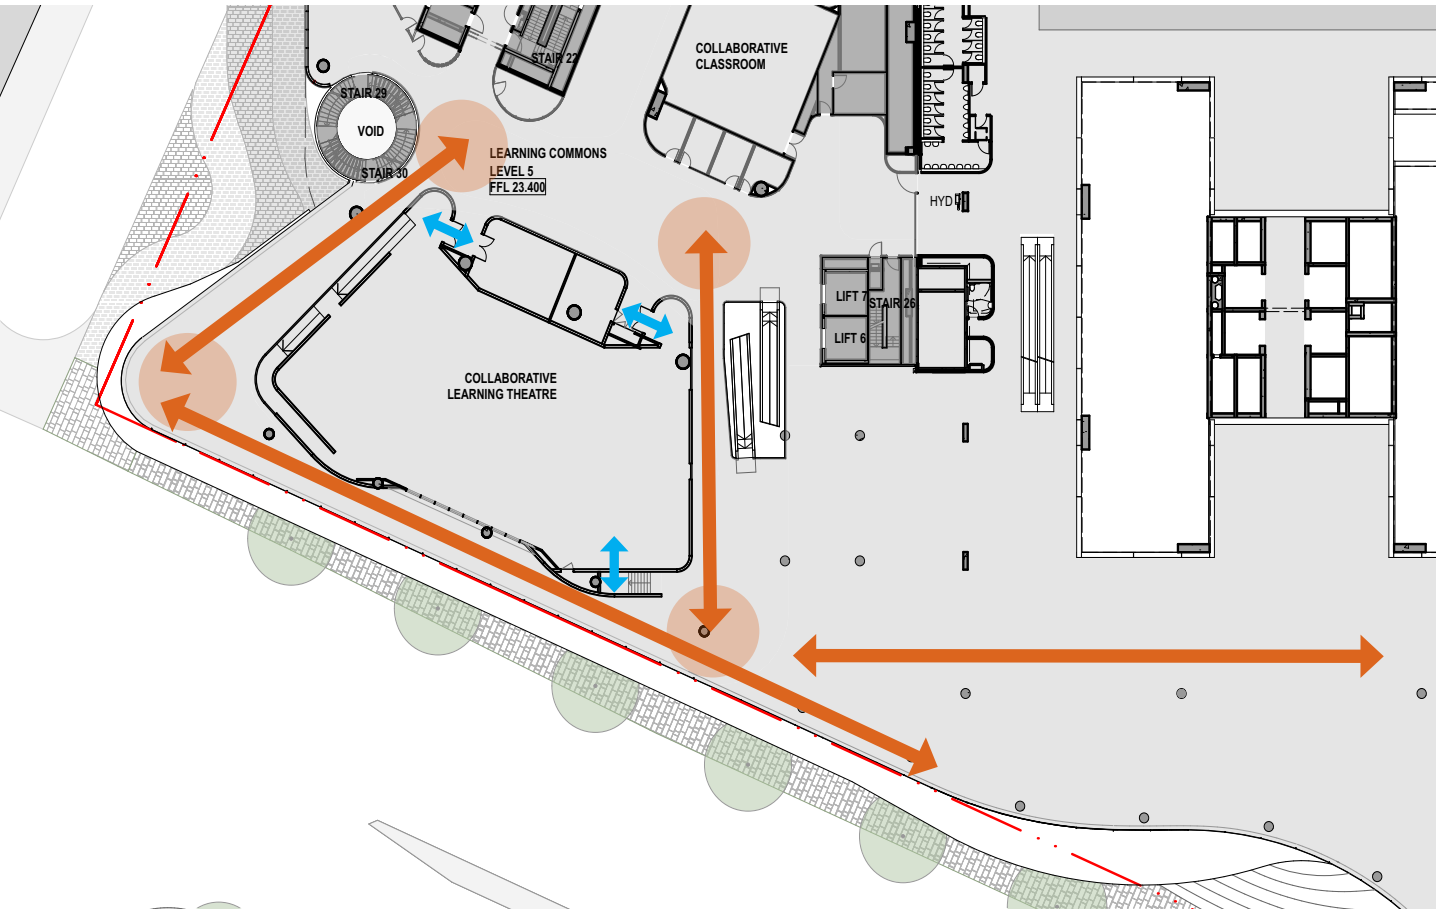 COLLABORATIVE
CLASSROOM
STAIR 22
STAIR 29
VOID
STAIR 30
LEARNING COMMONS
LEVEL 5
FFL 23.400
HYD
LIFT 7
STAIR 26
LIFT 6
COLLABORATIVE
LEARNING THEATRE